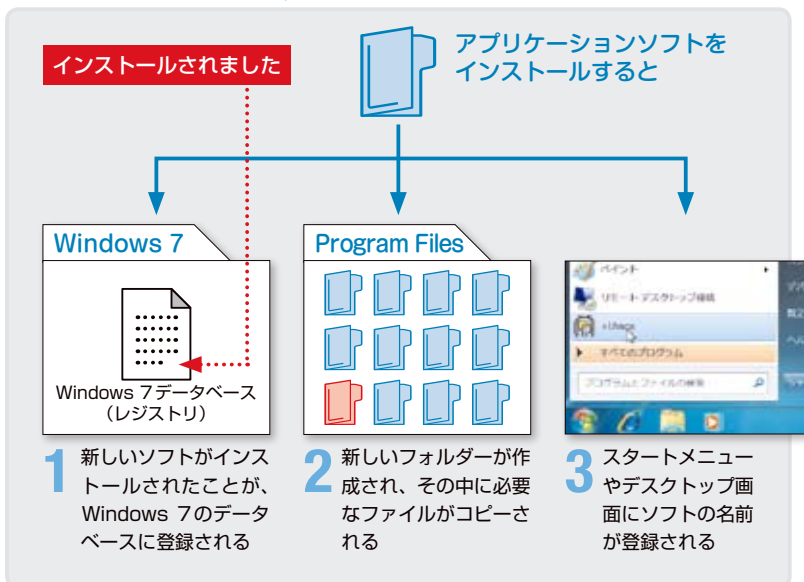 アプリケーションソフトを
インストールすると
インストールされました
Windows 7
Windows 7データベース
（レジストリ）
Program Files
ペイント
リモート デスクトップ接続
すべてのプログラム
プログラムとファイルの検索
1 新しいソフトがインス
トールされたことが、
Windows 7のデータ
ベースに登録される
2 新しいフォルダーが作
成され、その中に必要
なファイルがコピーさ
れる
3 スタートメニュー
やデスクトップ画
面にソフトの名前
が登録される